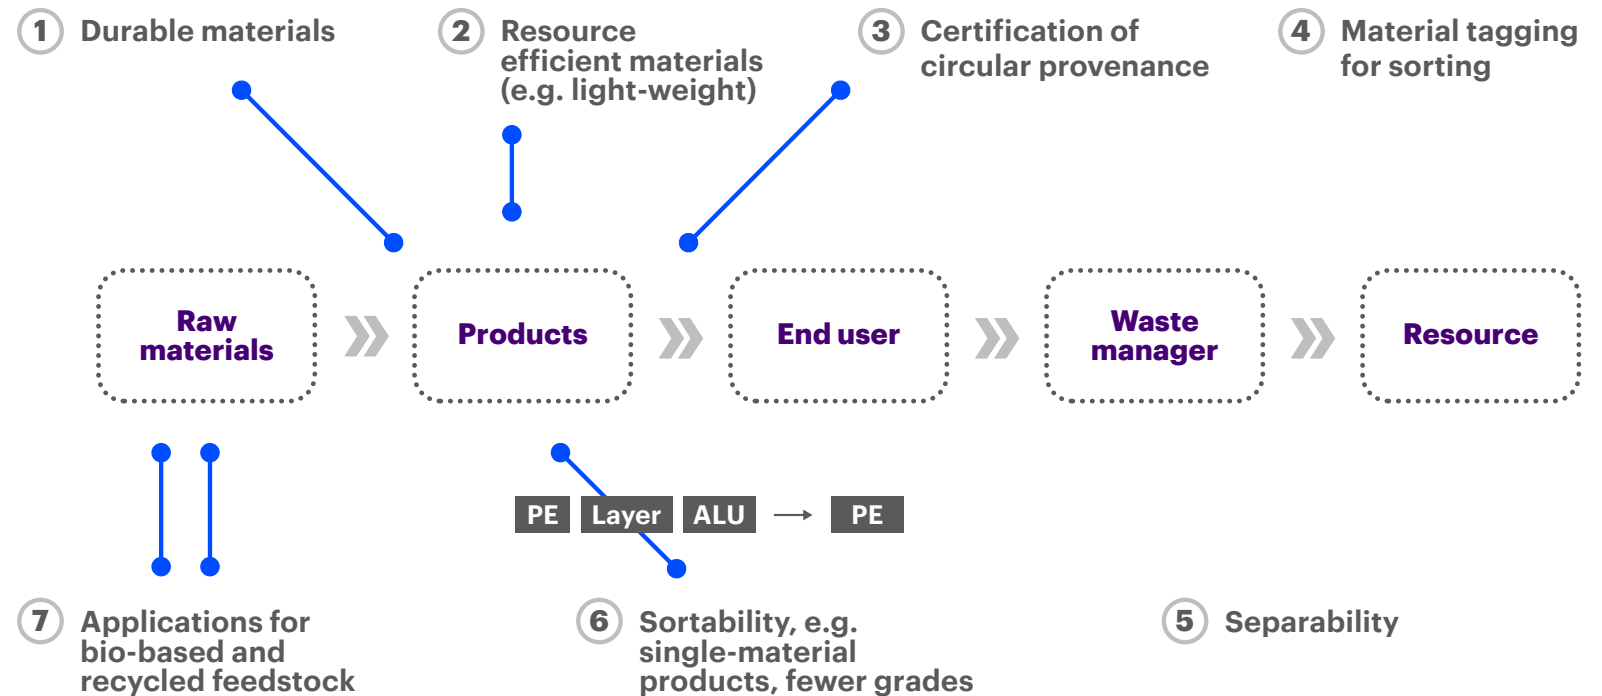 1 Durable materials
2 Resource
efficient materials
(e.g. light-weight)
3 Certification of
circular provenance
4 Material tagging
for sorting
Raw
materials
Products
End user
Waste
manager
Resource
PE Layer ALU → PE
7 Applications for
bio-based and
recycled feedstock
6 Sortability, e.g.
single-material
products, fewer grades
5 Separability